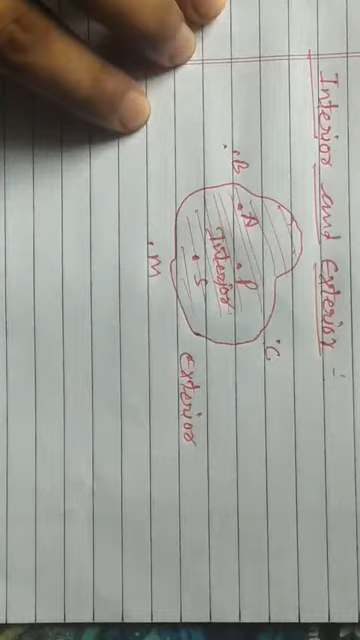 Interior and Exterior :-
.B
.A
.C
.P
Interior
.S
.M
exterior